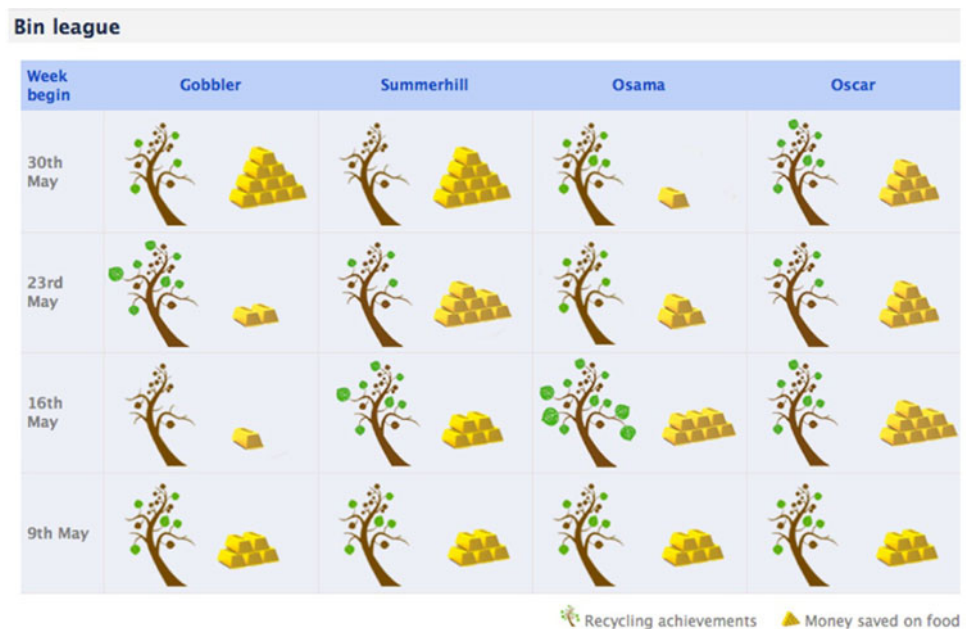 Bin league
Week
begin
Gobbler
Summerhill
Osama
Oscar
30th
May
23rd
May
16th
May
9th May
Recycling achievements
Money saved on food